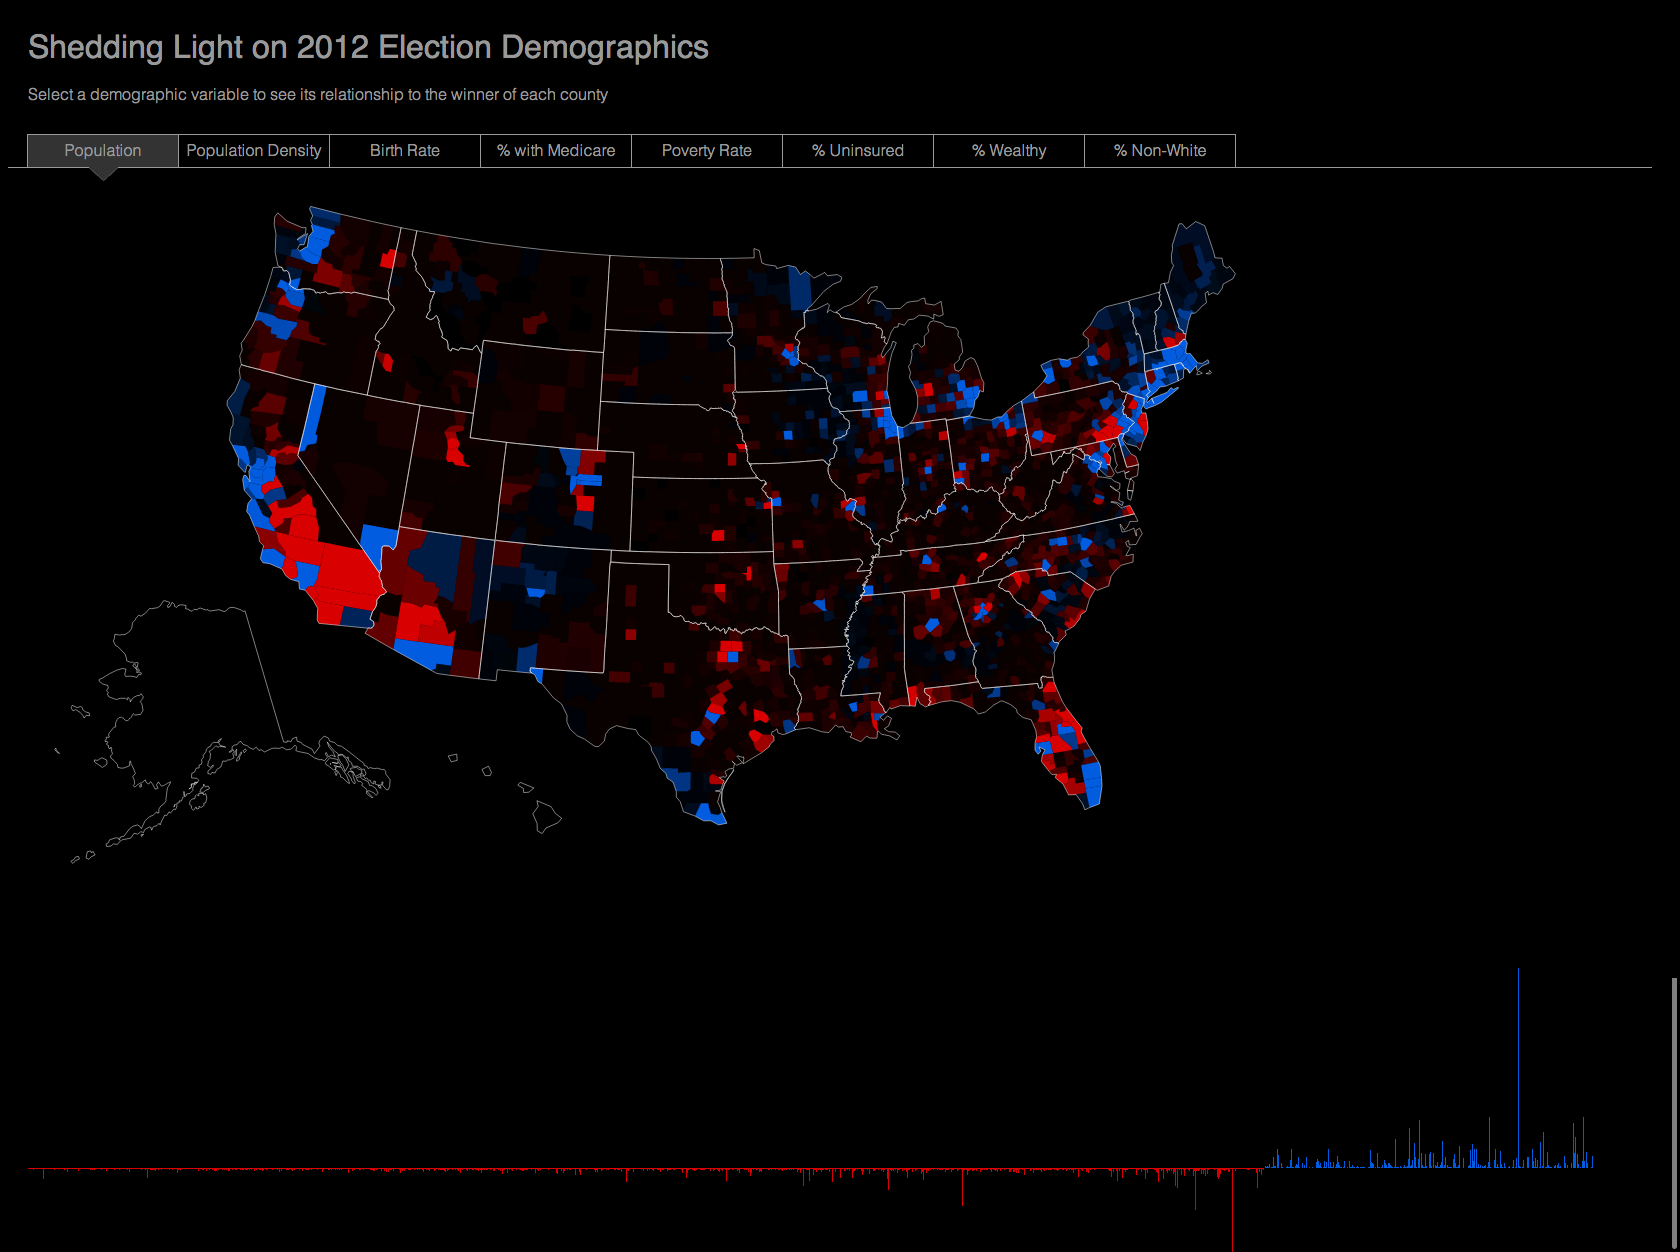 Shedding Light on 2012 Election Demographics
Select a demographic variable to see its relationship to the winner of each county
Population Population Density Birth Rate % with Medicare Poverty Rate % Uninsured % Wealthy % Non-White